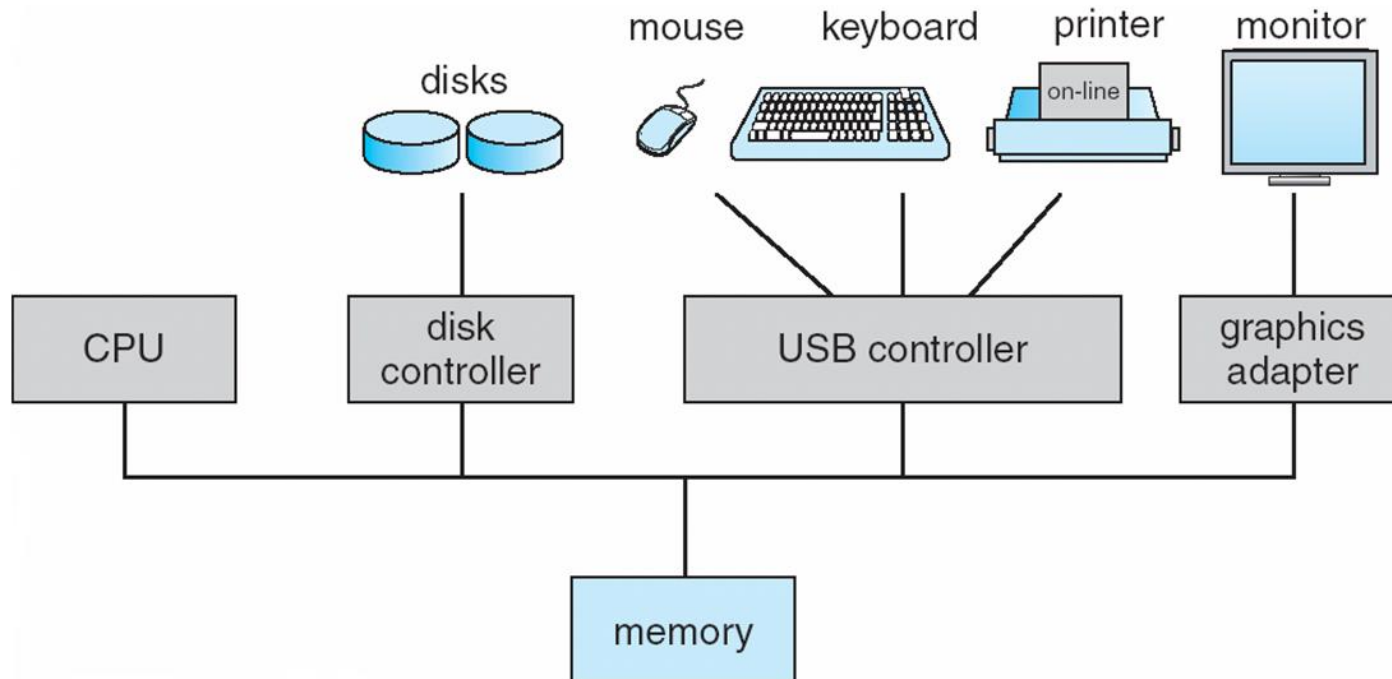 mouse
keyboard
printer
monitor
disks
on-line
CPU
disk
controller
USB controller
graphics
adapter
memory